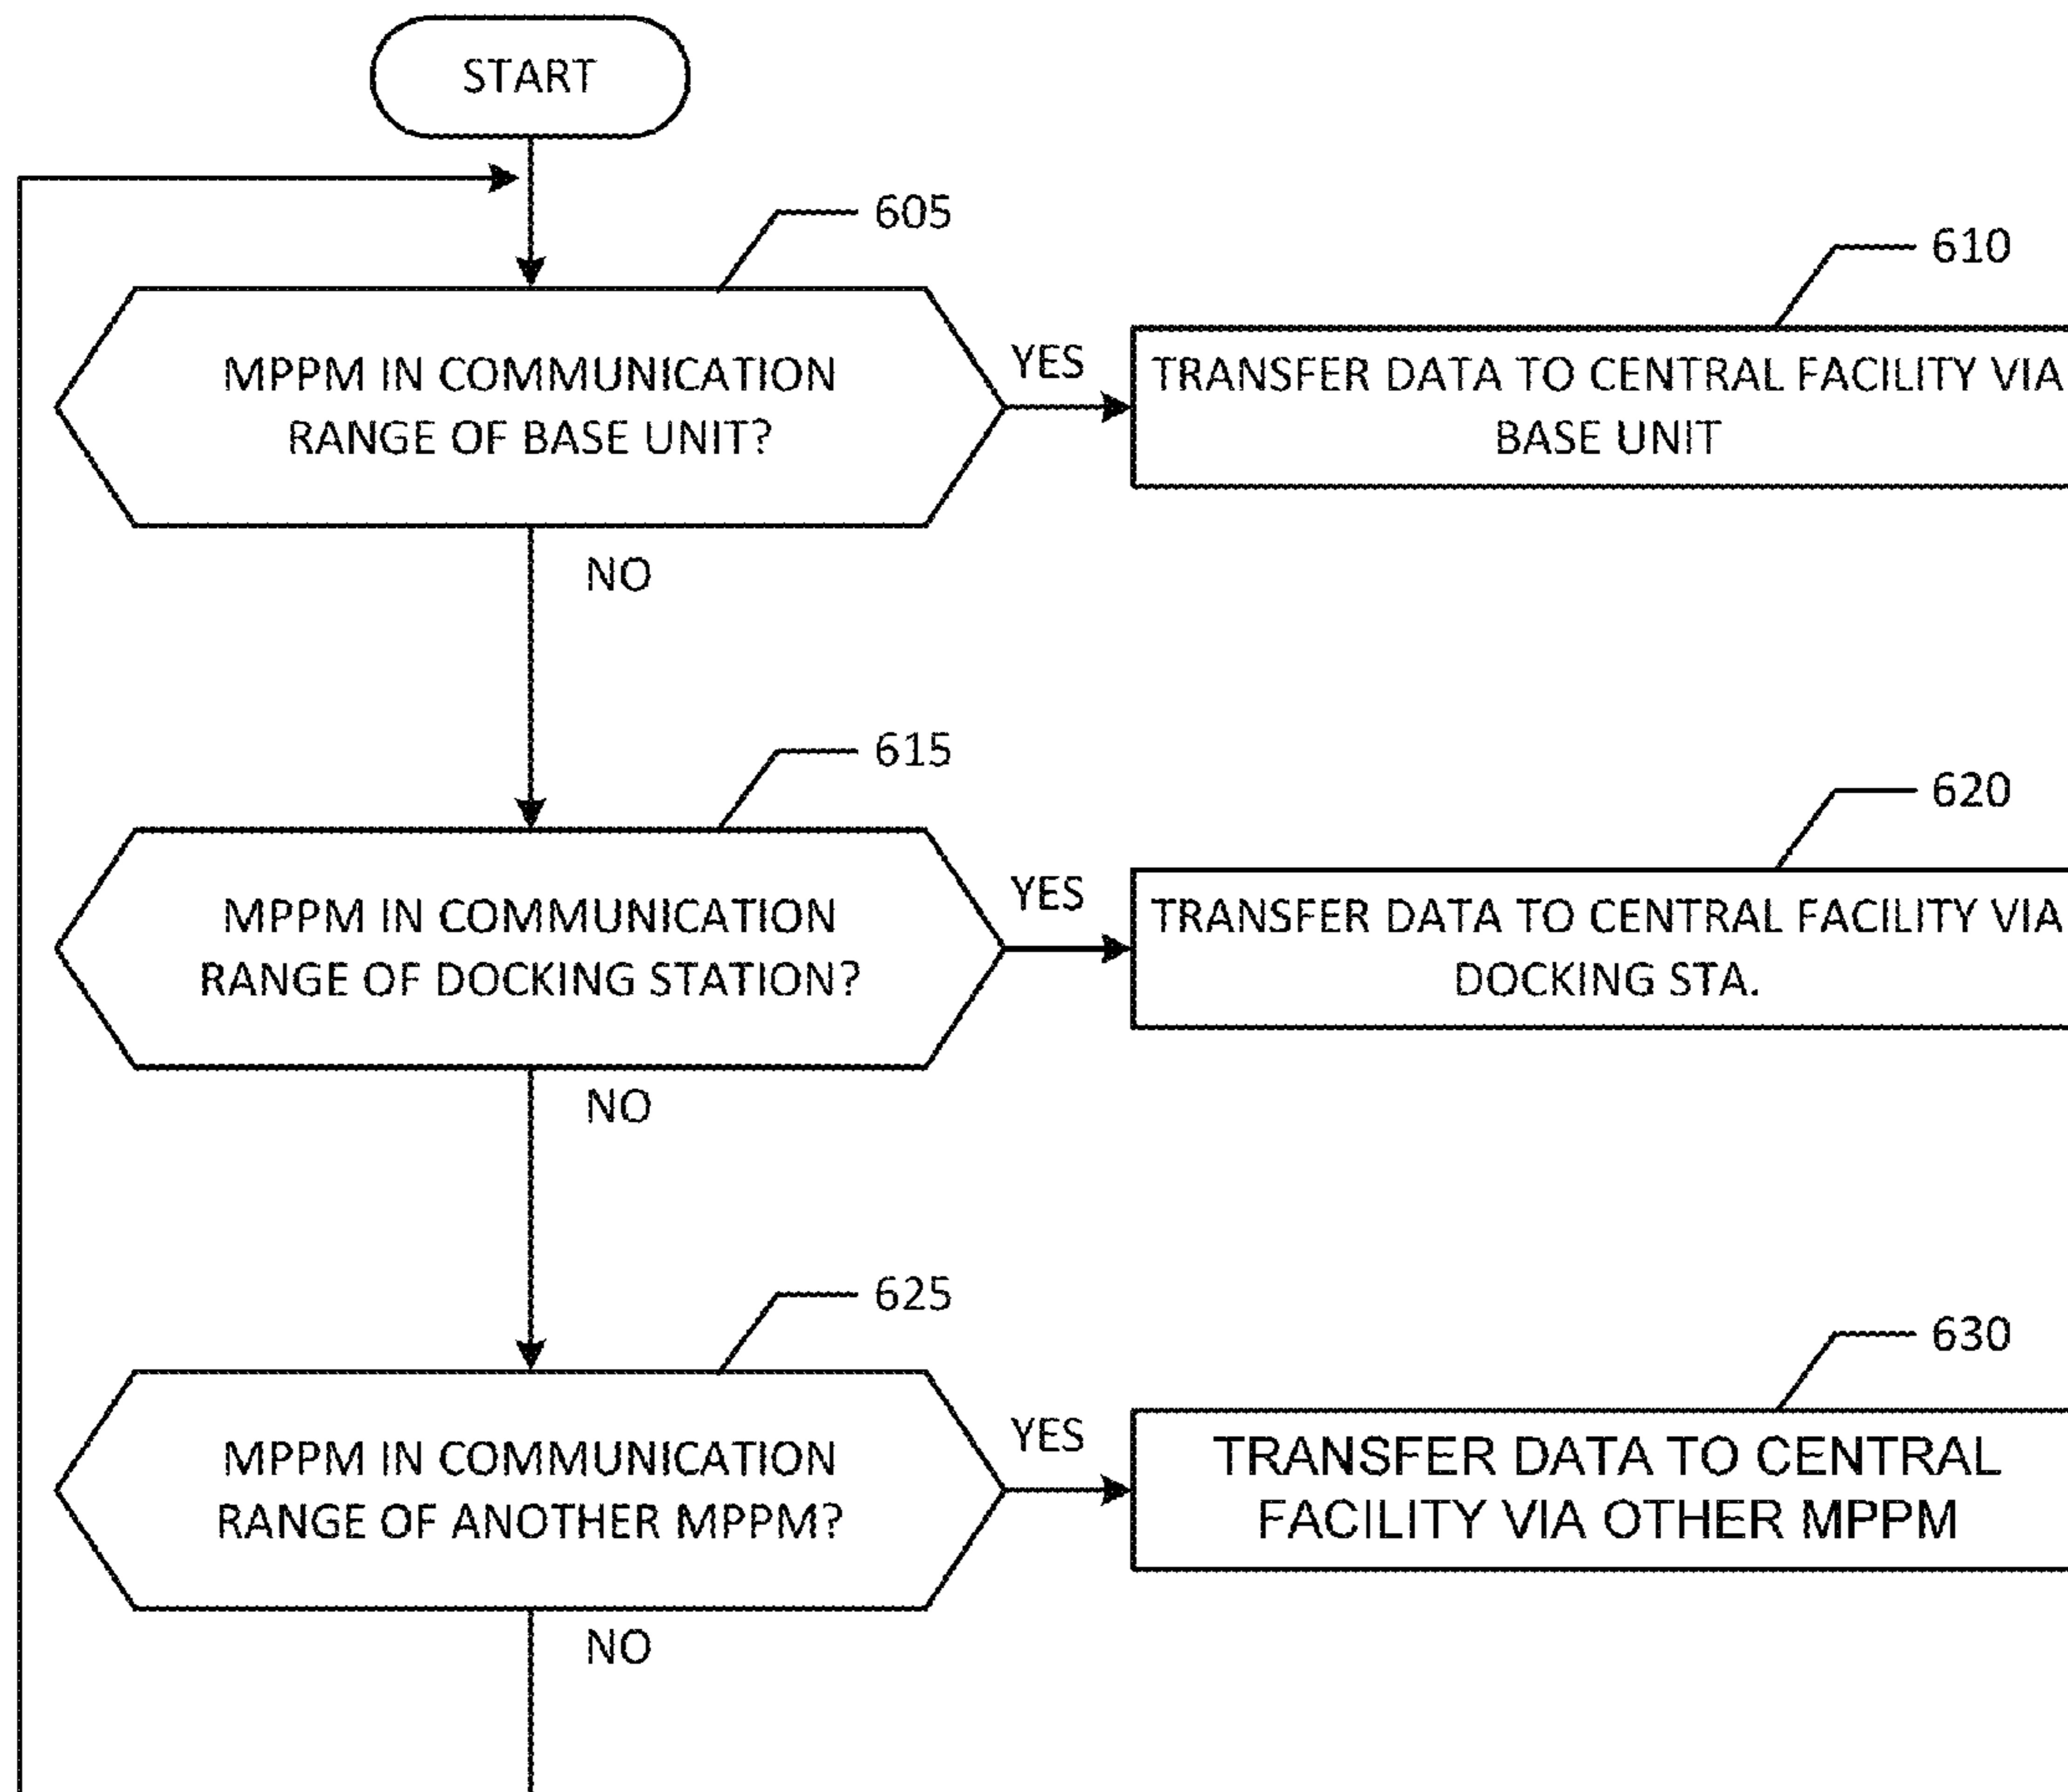 START
605
610
MPPM IN COMMUNICATION
RANGE OF BASE UNIT?
YES
TRANSFER DATA TO CENTRAL FACILITY VIA
BASE UNIT
NO
615
620
MPPM IN COMMUNICATION
RANGE OF DOCKING STATION?
YES
TRANSFER DATA TO CENTRAL FACILITY VIA
DOCKING STA.
NO
625
630
MPPM IN COMMUNICATION
RANGE OF ANOTHER MPPM?
YES
TRANSFER DATA TO CENTRAL
FACILITY VIA OTHER MPPM
NO